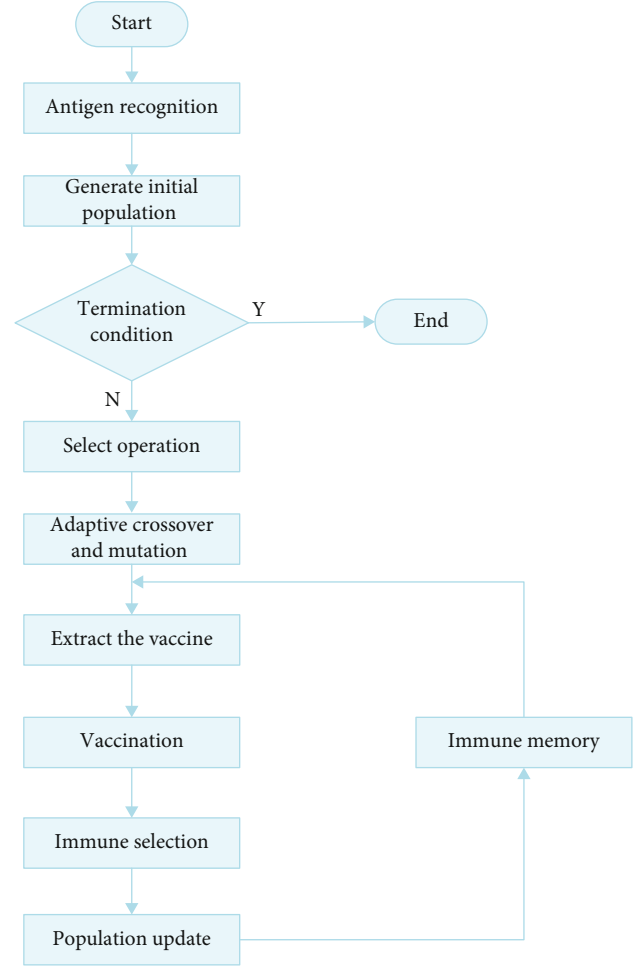 Start
Antigen recognition
Generate initial
population
Termination
condition
Y
End
N
Select operation
Adaptive crossover
and mutation
Extract the vaccine
Vaccination
Immune memory
Immune selection
Population update